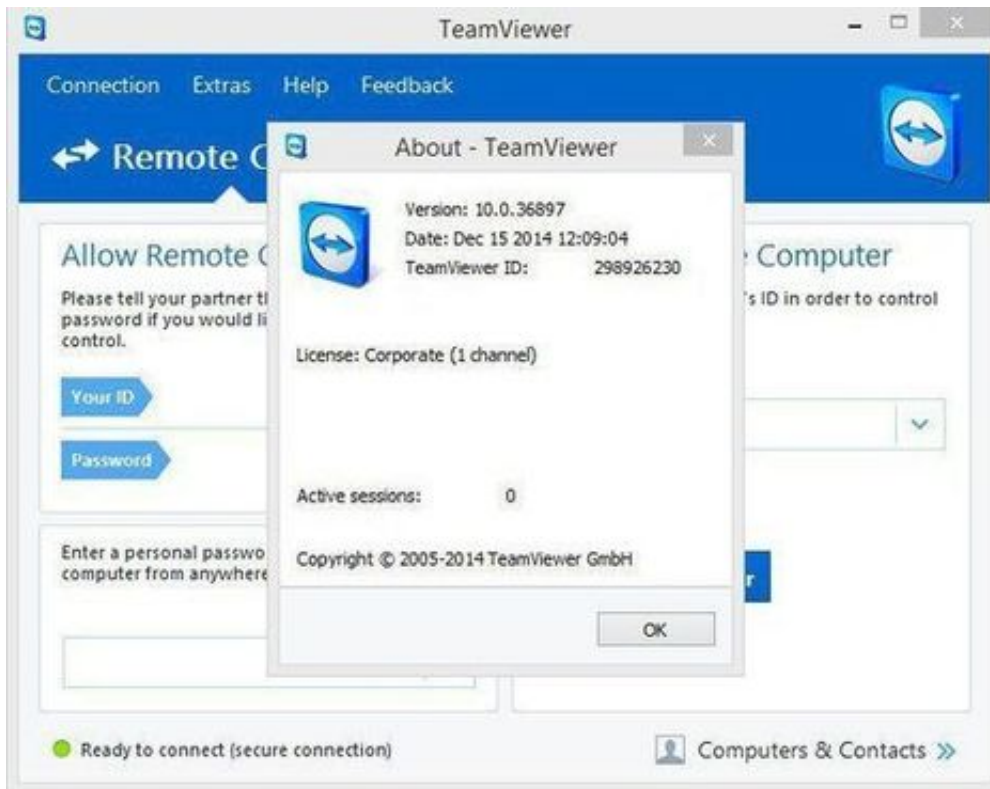 TeamViewer
Connection Extras Help Feedback
Remote C
About - TeamViewer
Version: 10.0.36897
Date: Dec 15 2014 12:09:04
TeamViewer ID: 298926230
License: Corporate (1 channel)
Active sessions: 0
Copyright © 2005-2014 TeamViewer GmbH
OK
Allow Remote
Please tell your partner
password if you would
control.
Your ID
Password
Enter a personal
computer from anywhere
Computer
's ID in order to control
r
Ready to connect (secure connection)
Computers & Contacts